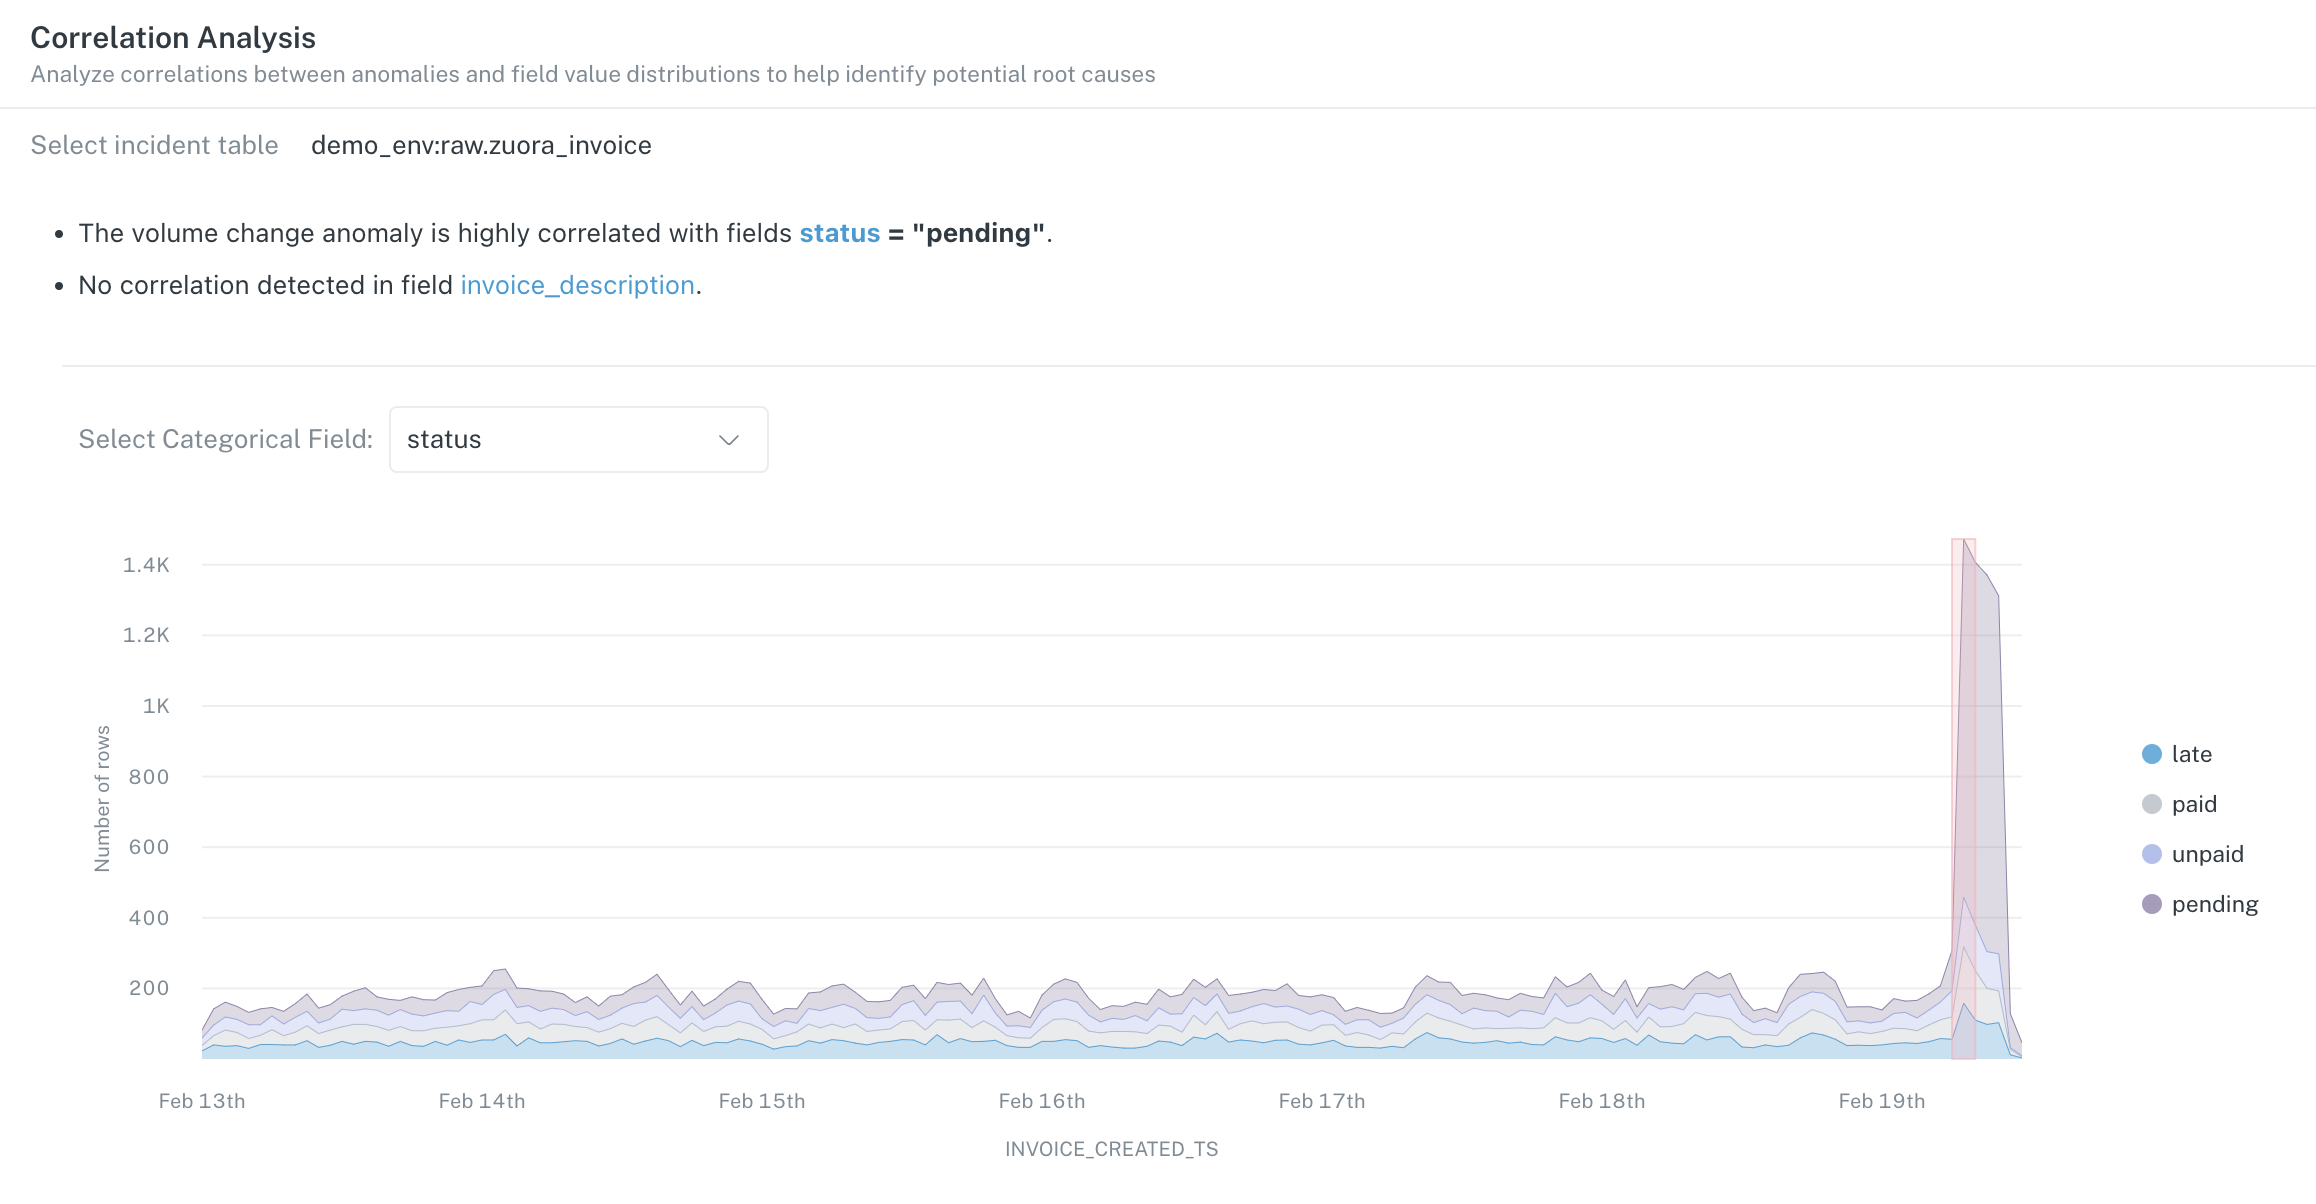 Correlation Analysis
Analyze correlations between anomalies and field value distributions to help identify potential root causes
Select incident table demo_env:raw.zuora_invoice
• The volume change anomaly is highly correlated with fields status = "pending".
• No correlation detected in field invoice_description.
Select Categorical Field: status
1.4K
1.2K
1K
800
600
400
200
Number of rows
late
paid
unpaid
pending
Feb 13th Feb 14th Feb 15th Feb 16th Feb 17th Feb 18th Feb 19th
INVOICE_CREATED_TS